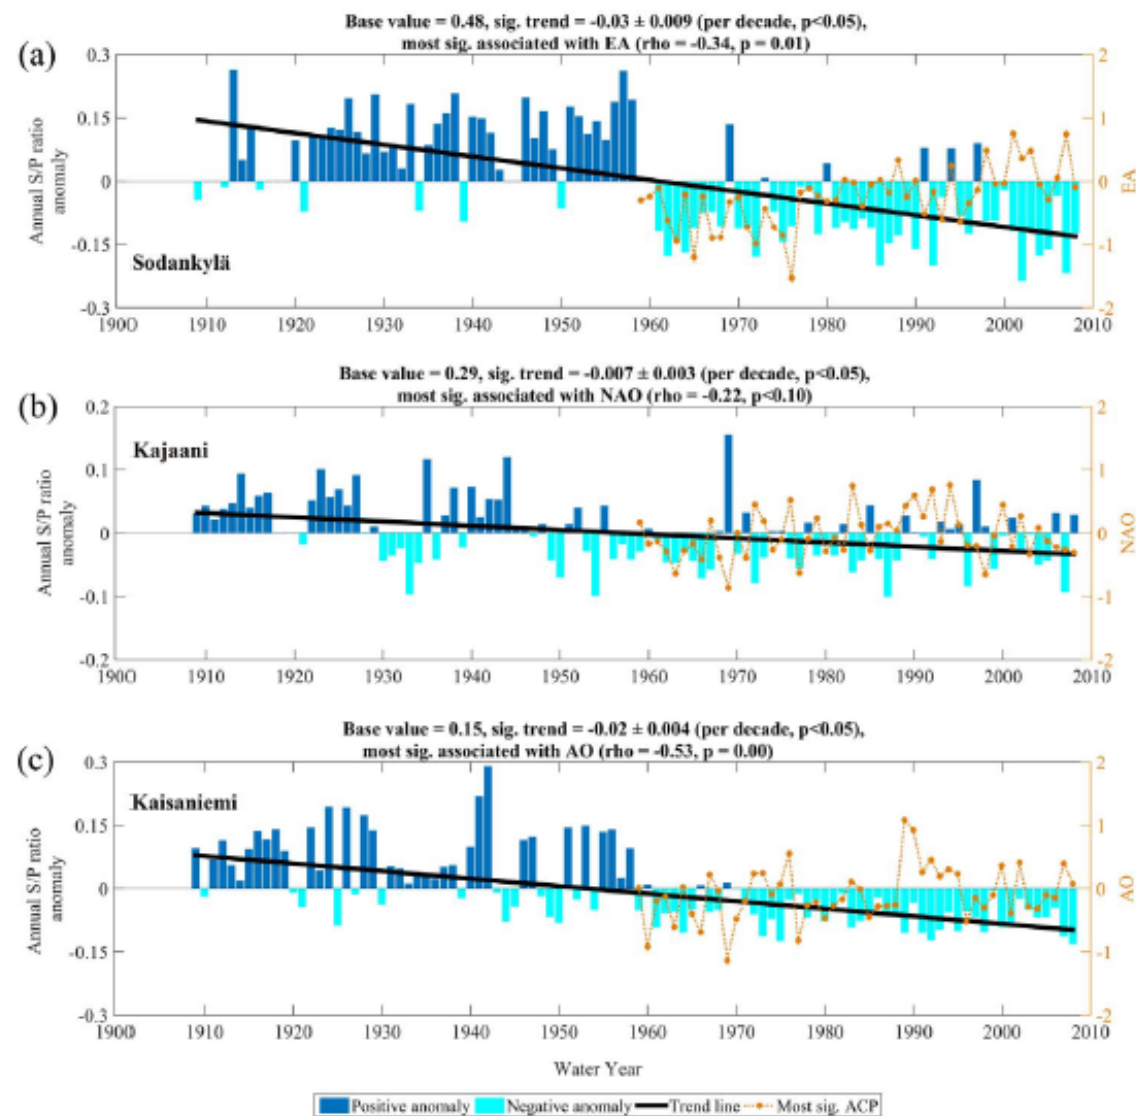 Base value = 0.48, sig. trend = -0.03 ± 0.009 (per decade, p<0.05),
most sig. associated with EA (rho = -0.34, p = 0.01)
(a)
0.3
0.15
0
-0.15
-0.3
Annual S/P ratio
anomaly
Sodankylä
2
1
0
-1
-2
EA
1900 1910 1920 1930 1940 1950 1960 1970 1980 1990 2000 2010
Base value = 0.29, sig. trend = -0.007 ± 0.003 (per decade, p<0.05),
most sig. associated with NAO (rho = -0.22, p<0.10)
(b)
0.2
0.1
0
-0.1
-0.2
Annual S/P ratio
anomaly
Kajaani
2
1
0
-1
-2
NAO
1900 1910 1920 1930 1940 1950 1960 1970 1980 1990 2000 2010
Base value = 0.15, sig. trend = -0.02 ± 0.004 (per decade, p<0.05),
most sig. associated with AO (rho = -0.53, p = 0.00)
(c)
0.3
0.15
0
-0.15
-0.3
Annual S/P ratio
anomaly
Kaisaniemi
2
1
0
-1
-2
AO
1900 1910 1920 1930 1940 1950 1960 1970 1980 1990 2000 2010
Water Year
Positive anomaly Negative anomaly Trend line Most sig. ACP